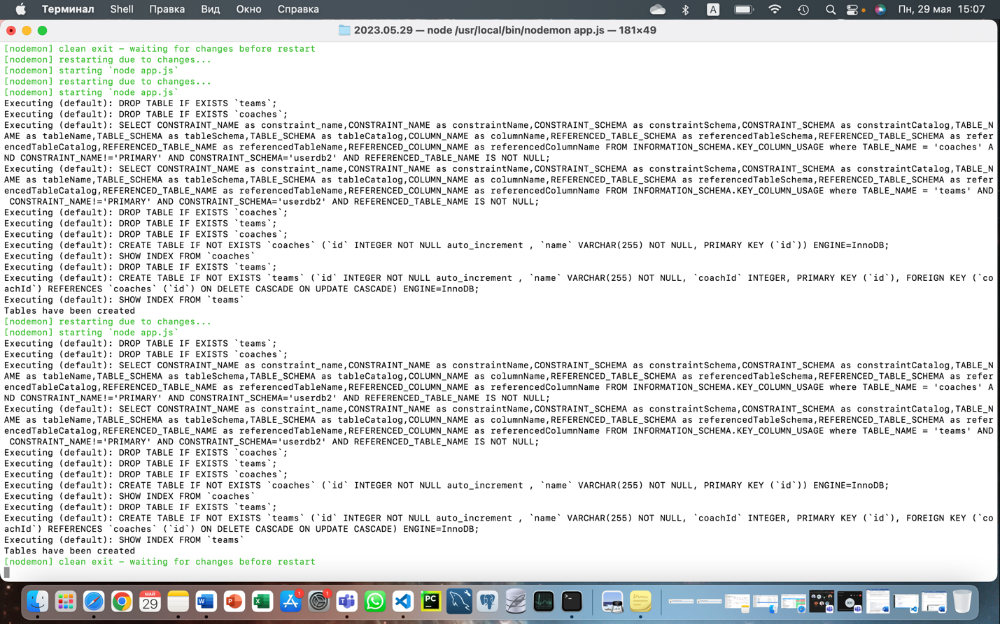 Терминал Shell Правка Вид Окно Справка A Пн, 29 мая 15:07
2023.05.29 — node /usr/local/bin/nodemon app.js — 181×49
[nodemon] clean exit - waiting for changes before restart
[nodemon] restarting due to changes...
[nodemon] starting `node app.js`
[nodemon] restarting due to changes...
[nodemon] starting `node app.js`
Executing (default): DROP TABLE IF EXISTS `teams`;
Executing (default): DROP TABLE IF EXISTS `coaches`;
Executing (default): SELECT CONSTRAINT_NAME as constraint_name,CONSTRAINT_NAME as constraintName,CONSTRAINT_SCHEMA as constraintSchema,CONSTRAINT_SCHEMA as constraintCatalog,TABLE_N
AME as tableName,TABLE_SCHEMA as tableSchema,TABLE_SCHEMA as tableCatalog,COLUMN_NAME as columnName,REFERENCED_TABLE_SCHEMA as referencedTableSchema,REFERENCED_TABLE_SCHEMA as refer
encedTableCatalog,REFERENCED_TABLE_NAME as referencedTableName,REFERENCED_COLUMN_NAME as referencedColumnName FROM INFORMATION_SCHEMA.KEY_COLUMN_USAGE where TABLE_NAME = 'coaches' A
ND CONSTRAINT_NAME!='PRIMARY' AND CONSTRAINT_SCHEMA='userdb2' AND REFERENCED_TABLE_NAME IS NOT NULL;
Executing (default): SELECT CONSTRAINT_NAME as constraint_name,CONSTRAINT_NAME as constraintName,CONSTRAINT_SCHEMA as constraintSchema,CONSTRAINT_SCHEMA as constraintCatalog,TABLE_N
AME as tableName,TABLE_SCHEMA as tableSchema,TABLE_SCHEMA as tableCatalog,COLUMN_NAME as columnName,REFERENCED_TABLE_SCHEMA as referencedTableSchema,REFERENCED_TABLE_SCHEMA as refer
encedTableCatalog,REFERENCED_TABLE_NAME as referencedTableName,REFERENCED_COLUMN_NAME as referencedColumnName FROM INFORMATION_SCHEMA.KEY_COLUMN_USAGE where TABLE_NAME = 'teams' AND
CONSTRAINT_NAME!='PRIMARY' AND CONSTRAINT_SCHEMA='userdb2' AND REFERENCED_TABLE_NAME IS NOT NULL;
Executing (default): DROP TABLE IF EXISTS `coaches`;
Executing (default): DROP TABLE IF EXISTS `teams`;
Executing (default): DROP TABLE IF EXISTS `coaches`;
Executing (default): CREATE TABLE IF NOT EXISTS `coaches` (`id` INTEGER NOT NULL auto_increment , `name` VARCHAR(255) NOT NULL, PRIMARY KEY (`id`)) ENGINE=InnoDB;
Executing (default): SHOW INDEX FROM `coaches`
Executing (default): DROP TABLE IF EXISTS `teams`;
Executing (default): CREATE TABLE IF NOT EXISTS `teams` (`id` INTEGER NOT NULL auto_increment , `name` VARCHAR(255) NOT NULL, `coachId` INTEGER, PRIMARY KEY (`id`), FOREIGN KEY (`co
achId`) REFERENCES `coaches` (`id`) ON DELETE CASCADE ON UPDATE CASCADE) ENGINE=InnoDB;
Executing (default): SHOW INDEX FROM `teams`
Tables have been created
[nodemon] restarting due to changes...
[nodemon] starting `node app.js`
Executing (default): DROP TABLE IF EXISTS `teams`;
Executing (default): DROP TABLE IF EXISTS `coaches`;
Executing (default): SELECT CONSTRAINT_NAME as constraint_name,CONSTRAINT_NAME as constraintName,CONSTRAINT_SCHEMA as constraintSchema,CONSTRAINT_SCHEMA as constraintCatalog,TABLE_N
AME as tableName,TABLE_SCHEMA as tableSchema,TABLE_SCHEMA as tableCatalog,COLUMN_NAME as columnName,REFERENCED_TABLE_SCHEMA as referencedTableSchema,REFERENCED_TABLE_SCHEMA as refer
encedTableCatalog,REFERENCED_TABLE_NAME as referencedTableName,REFERENCED_COLUMN_NAME as referencedColumnName FROM INFORMATION_SCHEMA.KEY_COLUMN_USAGE where TABLE_NAME = 'coaches' A
ND CONSTRAINT_NAME!='PRIMARY' AND CONSTRAINT_SCHEMA='userdb2' AND REFERENCED_TABLE_NAME IS NOT NULL;
Executing (default): SELECT CONSTRAINT_NAME as constraint_name,CONSTRAINT_NAME as constraintName,CONSTRAINT_SCHEMA as constraintSchema,CONSTRAINT_SCHEMA as constraintCatalog,TABLE_N
AME as tableName,TABLE_SCHEMA as tableSchema,TABLE_SCHEMA as tableCatalog,COLUMN_NAME as columnName,REFERENCED_TABLE_SCHEMA as referencedTableSchema,REFERENCED_TABLE_SCHEMA as refer
encedTableCatalog,REFERENCED_TABLE_NAME as referencedTableName,REFERENCED_COLUMN_NAME as referencedColumnName FROM INFORMATION_SCHEMA.KEY_COLUMN_USAGE where TABLE_NAME = 'teams' AND
CONSTRAINT_NAME!='PRIMARY' AND CONSTRAINT_SCHEMA='userdb2' AND REFERENCED_TABLE_NAME IS NOT NULL;
Executing (default): DROP TABLE IF EXISTS `coaches`;
Executing (default): DROP TABLE IF EXISTS `teams`;
Executing (default): DROP TABLE IF EXISTS `coaches`;
Executing (default): CREATE TABLE IF NOT EXISTS `coaches` (`id` INTEGER NOT NULL auto_increment , `name` VARCHAR(255) NOT NULL, PRIMARY KEY (`id`)) ENGINE=InnoDB;
Executing (default): SHOW INDEX FROM `coaches`
Executing (default): DROP TABLE IF EXISTS `teams`;
Executing (default): CREATE TABLE IF NOT EXISTS `teams` (`id` INTEGER NOT NULL auto_increment , `name` VARCHAR(255) NOT NULL, `coachId` INTEGER, PRIMARY KEY (`id`), FOREIGN KEY (`co
achId`) REFERENCES `coaches` (`id`) ON DELETE CASCADE ON UPDATE CASCADE) ENGINE=InnoDB;
Executing (default): SHOW INDEX FROM `teams`
Tables have been created
[nodemon] clean exit - waiting for changes before restart
МАЙ
29 W P X 1 1 T PC >_ KH